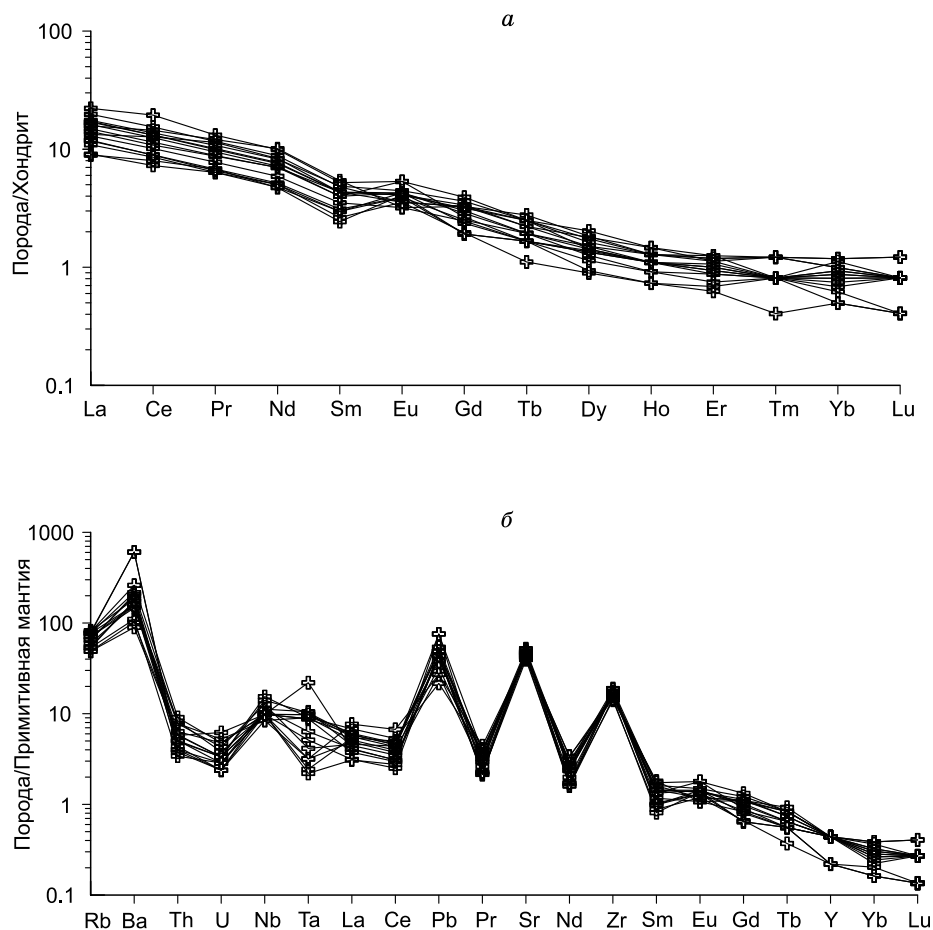 а
100
10
1
0.1
Порода/Хондрит
La Ce Pr Nd Sm Eu Gd Tb Dy Ho Er Tm Yb Lu
б
1000
100
10
1
0.1
Порода/Примитивная мантия
Rb Ba Th U Nb Ta La Ce Pb Pr Sr Nd Zr Sm Eu Gd Tb Y Yb Lu